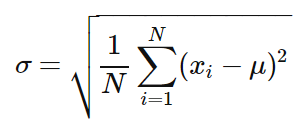 σ = √(1/N ∑_{i=1}^{N} (x_i − μ)²)